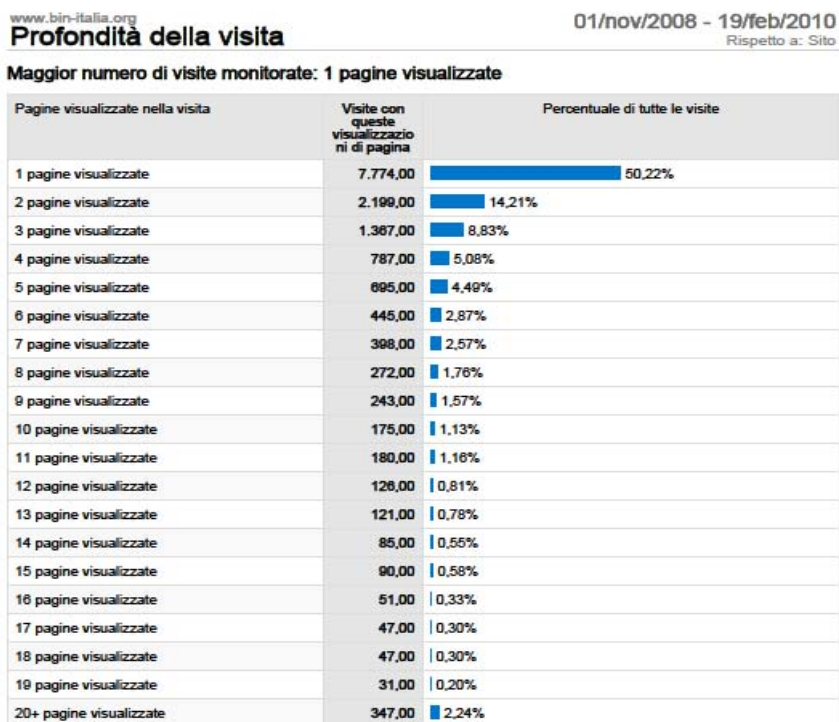 www.bin-italia.org
Profondità della visita
01/nov/2008 - 19/feb/2010
Rispetto a: Sito
Maggior numero di visite monitorate: 1 pagine visualizzate
Pagine visualizzate nella visita
Visite con
queste
visualizzazio
ni di pagina
Percentuale di tutte le visite
1 pagine visualizzate 7.774,00 50,22%
2 pagine visualizzate 2.199,00 14,21%
3 pagine visualizzate 1.367,00 8,83%
4 pagine visualizzate 787,00 5,08%
5 pagine visualizzate 695,00 4,49%
6 pagine visualizzate 445,00 2,87%
7 pagine visualizzate 398,00 2,57%
8 pagine visualizzate 272,00 1,76%
9 pagine visualizzate 243,00 1,57%
10 pagine visualizzate 175,00 1,13%
11 pagine visualizzate 180,00 1,16%
12 pagine visualizzate 126,00 0,81%
13 pagine visualizzate 121,00 0,78%
14 pagine visualizzate 85,00 0,55%
15 pagine visualizzate 90,00 0,58%
16 pagine visualizzate 51,00 0,33%
17 pagine visualizzate 47,00 0,30%
18 pagine visualizzate 47,00 0,30%
19 pagine visualizzate 31,00 0,20%
20+ pagine visualizzate 347,00 2,24%